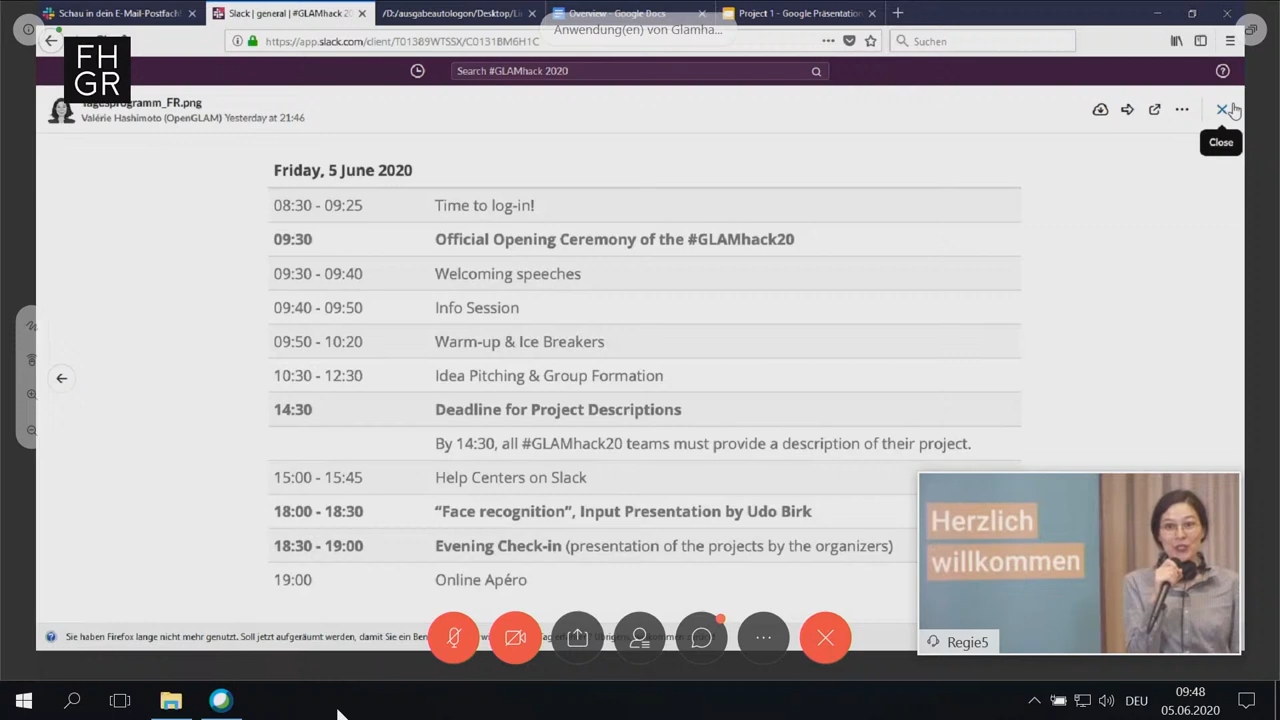 Schau in dein E-Mail-Postfach!
Slack | general | #GLAMhack 20
/D:/ausgabeautologon/Desktop/Lin
Overview - Google Docs
Project 1 - Google Präsentation
Anwendung(en) von Glamha...
https://app.slack.com/client/T01389WTSSX/C0131BM6H1C
Suchen
FH
GR
Search #GLAMhack 2020
Tagesprogramm_FR.png
Valérie Hashimoto (OpenGLAM) Yesterday at 21:46
Close
Friday, 5 June 2020
08:30 - 09:25 Time to log-in!
09:30 Official Opening Ceremony of the #GLAMhack20
09:30 - 09:40 Welcoming speeches
09:40 - 09:50 Info Session
09:50 - 10:20 Warm-up & Ice Breakers
10:30 - 12:30 Idea Pitching & Group Formation
14:30 Deadline for Project Descriptions
By 14:30, all #GLAMhack20 teams must provide a description of their project.
15:00 - 15:45 Help Centers on Slack
18:00 - 18:30 “Face recognition”, Input Presentation by Udo Birk
18:30 - 19:00 Evening Check-in (presentation of the projects by the organizers)
19:00 Online Apéro
Herzlich
willkommen
Regie5
Sie haben Firefox lange nicht mehr genutzt. Soll jetzt aufgeräumt werden, damit Sie ein Ben
DEU
09:48
05.06.2020